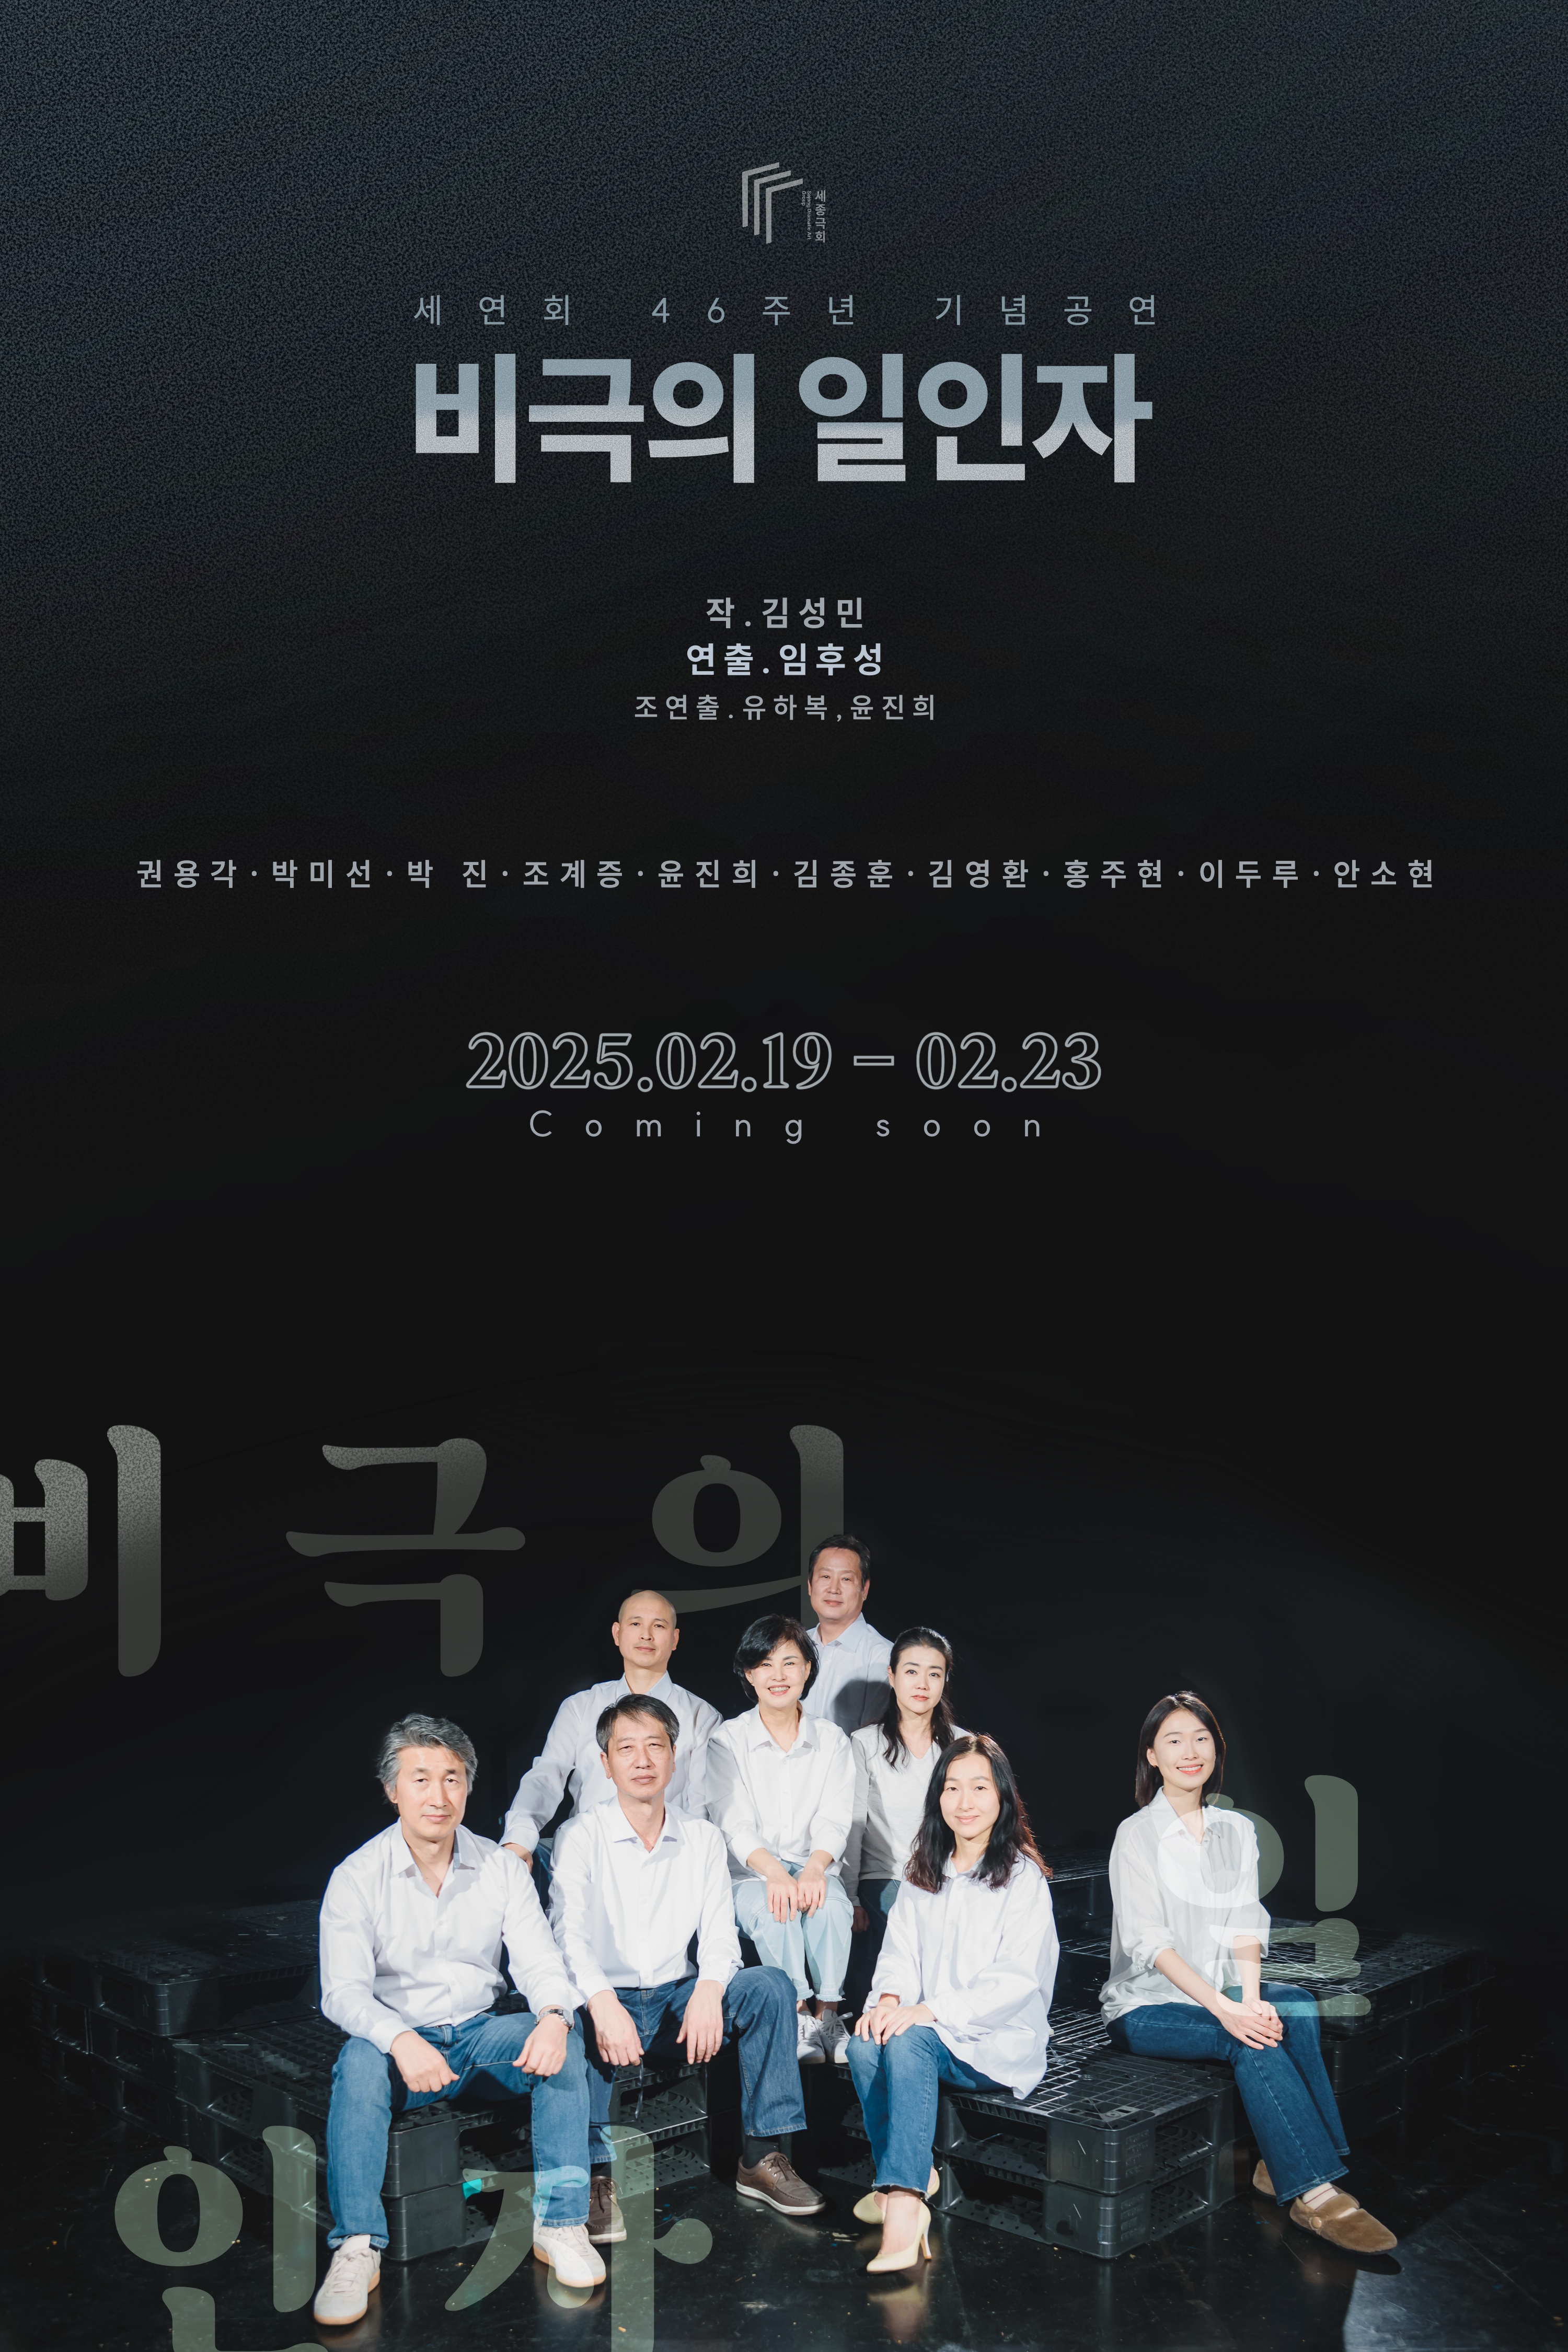 세종극회
세연회 46주년 기념공연
비극의 일인자
작.김성민
연출.임후성
조연출.유하복,윤진희
권용각·박미선·박 진·조계증·윤진희·김종훈·김영환·홍주현·이두루·안소현
2025.02.19 – 02.23
Coming soon
비극의
일
인자